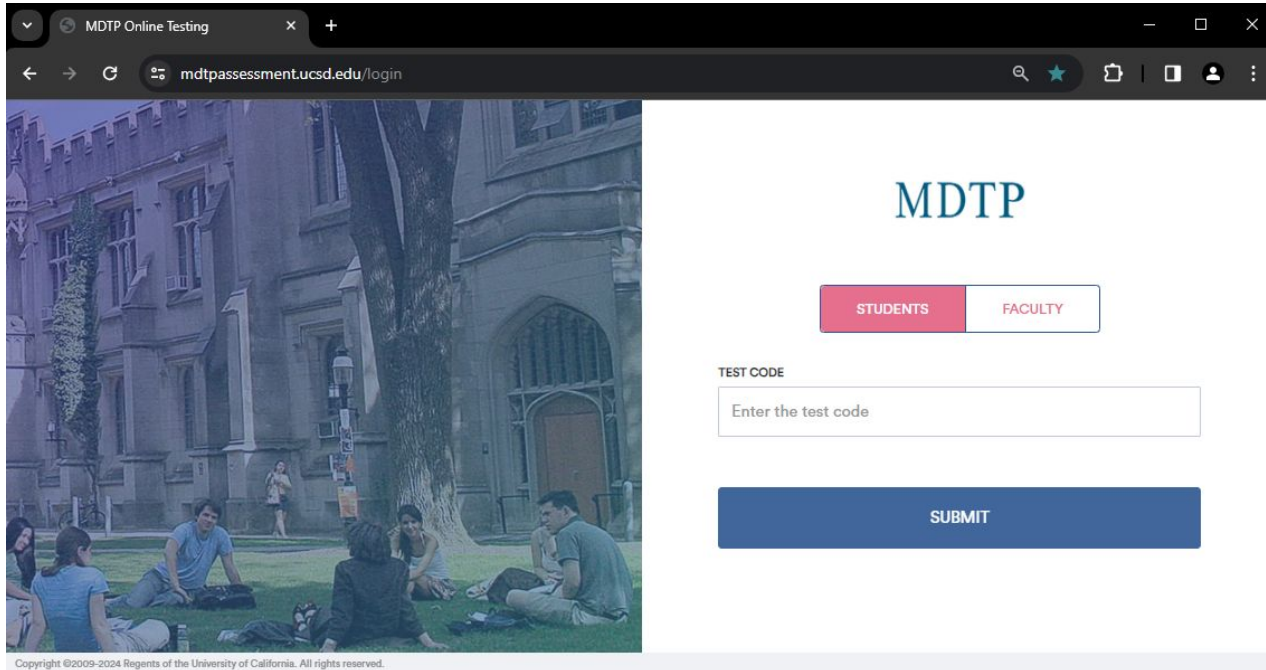 MDTP Online Testing
mdtpassessment.ucsd.edu/login
MDTP
STUDENTS FACULTY
TEST CODE
Enter the test code
SUBMIT
Copyright ©2009-2024 Regents of the University of California. All rights reserved.